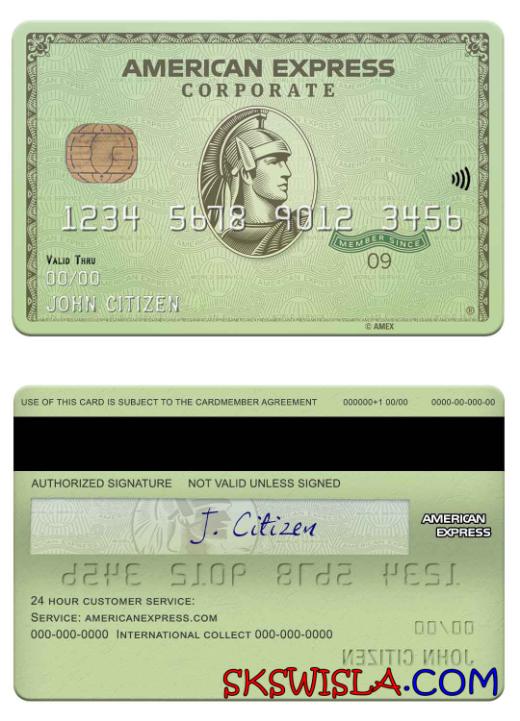 AMERICAN EXPRESS
CORPORATE
1234 5678 9012 3456
MEMBER SINCE
09
VALID THRU
00/00
JOHN CITIZEN
®
© AMEX
USE OF THIS CARD IS SUBJECT TO THE CARDMEMBER AGREEMENT 000000+1 00/00 0000-00-000-00
AUTHORIZED SIGNATURE NOT VALID UNLESS SIGNED
J. Citizen
AMERICAN
EXPRESS
1234 5678 9012 3456
24 HOUR CUSTOMER SERVICE:
SERVICE: AMERICANEXPRESS.COM
000-000-0000 INTERNATIONAL COLLECT 000-000-0000
00/00
JOHN CITIZEN
SKSWISLA.COM